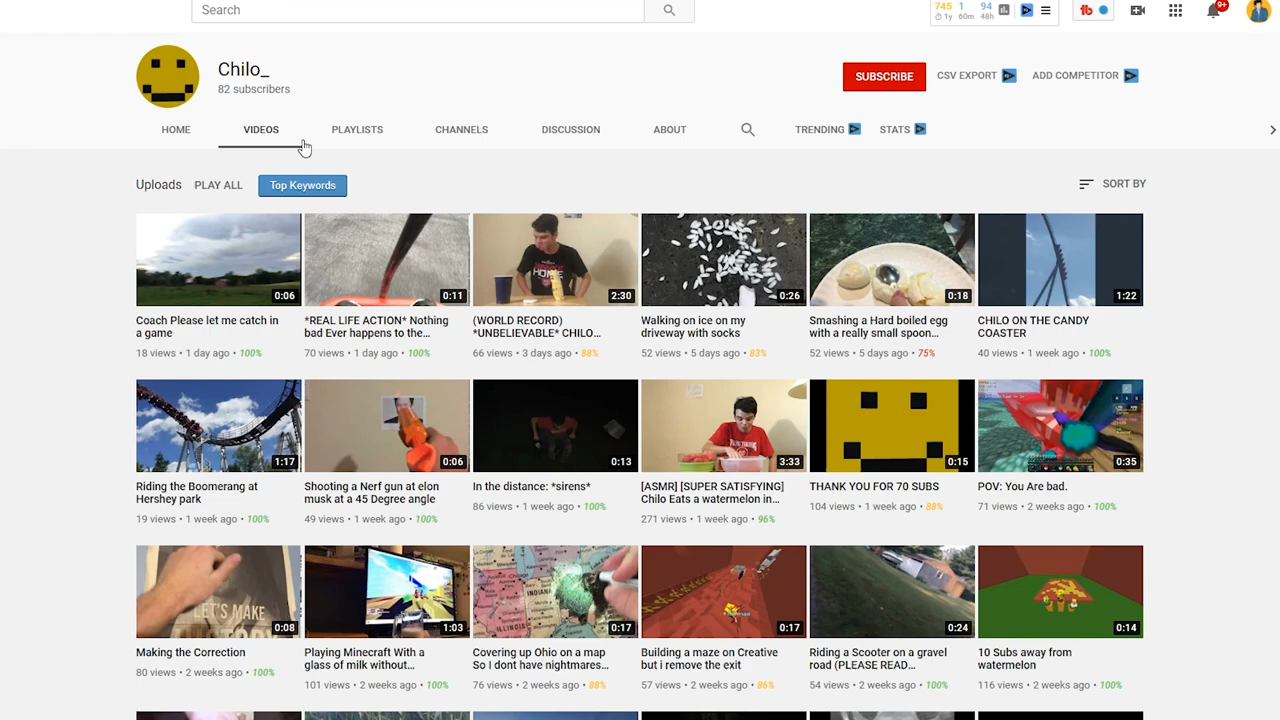 Search
745 1 94
1y 60m 48h
9+
Chilo_
82 subscribers
SUBSCRIBE
CSV EXPORT
ADD COMPETITOR
HOME
VIDEOS
PLAYLISTS
CHANNELS
DISCUSSION
ABOUT
TRENDING
STATS
Uploads
PLAY ALL
Top Keywords
SORT BY
0:06
Coach Please let me catch in
a game
18 views • 1 day ago • 100%
0:11
*REAL LIFE ACTION* Nothing
bad Ever happens to the...
70 views • 1 day ago • 100%
HOME
2:30
(WORLD RECORD)
*UNBELIEVABLE* CHILO...
66 views • 3 days ago • 88%
0:26
Walking on ice on my
driveway with socks
52 views • 5 days ago • 83%
0:18
Smashing a Hard boiled egg
with a really small spoon...
52 views • 5 days ago • 75%
1:22
CHILO ON THE CANDY
COASTER
40 views • 1 week ago • 100%
1:17
Riding the Boomerang at
Hershey park
19 views • 1 week ago • 100%
0:06
Shooting a Nerf gun at elon
musk at a 45 Degree angle
49 views • 1 week ago • 100%
0:13
In the distance: *sirens*
86 views • 1 week ago • 100%
3:33
[ASMR] [SUPER SATISFYING]
Chilo Eats a watermelon in...
271 views • 1 week ago • 96%
0:15
THANK YOU FOR 70 SUBS
104 views • 1 week ago • 88%
0:35
POV: You Are bad.
71 views • 2 weeks ago • 100%
LET'S MAKE
0:08
Making the Correction
80 views • 2 weeks ago • 100%
1:03
Playing Minecraft With a
glass of milk without...
101 views • 2 weeks ago • 100%
INDIANA
ILLINOIS
0:17
Covering up Ohio on a map
So I dont have nightmares...
76 views • 2 weeks ago • 88%
0:17
Building a maze on Creative
but i remove the exit
57 views • 2 weeks ago • 86%
0:24
Riding a Scooter on a gravel
road (PLEASE READ...
54 views • 2 weeks ago • 100%
0:14
10 Subs away from
watermelon
116 views • 2 weeks ago • 100%